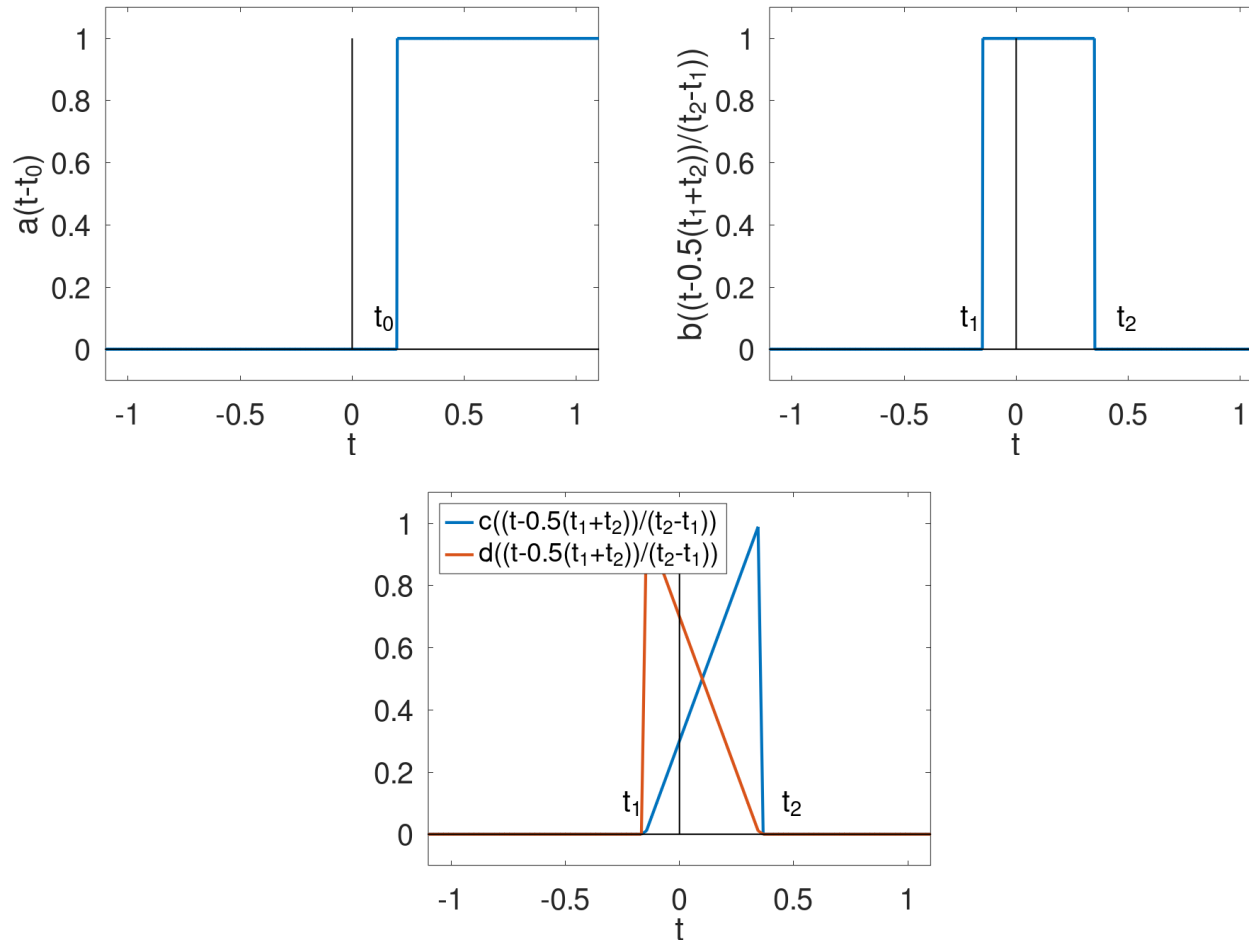 a(t-t₀)
1
0.8
0.6
0.4
0.2
0
t₀
-1 -0.5 0 0.5 1
t
b((t-0.5(t₁+t₂))/(t₂-t₁))
1
0.8
0.6
0.4
0.2
0
t₁ t₂
-1 -0.5 0 0.5 1
t
c((t-0.5(t₁+t₂))/(t₂-t₁))
d((t-0.5(t₁+t₂))/(t₂-t₁))
1
0.8
0.6
0.4
0.2
0
t₁ t₂
-1 -0.5 0 0.5 1
t